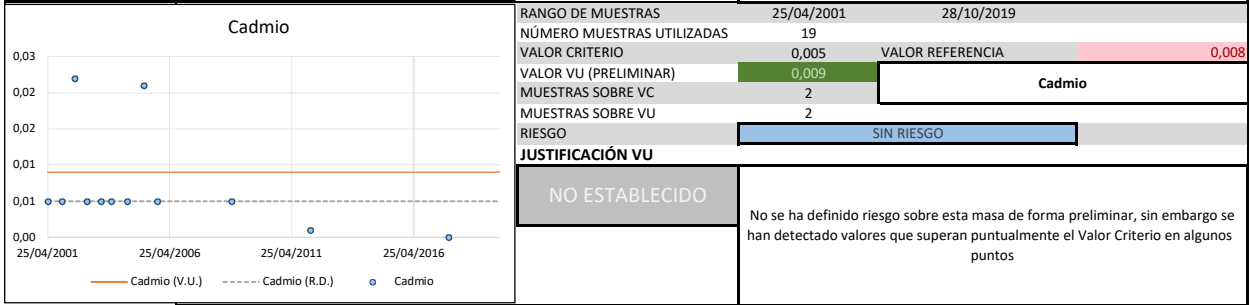 Cadmio
0,03
0,02
0,02
0,01
0,01
0,00
25/04/2001 25/04/2006 25/04/2011 25/04/2016
Cadmio (V.U.) Cadmio (R.D.) Cadmio
RANGO DE MUESTRAS 25/04/2001 28/10/2019
NÚMERO MUESTRAS UTILIZADAS 19
VALOR CRITERIO 0,005 VALOR REFERENCIA 0,008
VALOR VU (PRELIMINAR) 0,009
Cadmio
MUESTRAS SOBRE VC 2
MUESTRAS SOBRE VU 2
RIESGO SIN RIESGO
JUSTIFICACIÓN VU
NO ESTABLECIDO
No se ha definido riesgo sobre esta masa de forma preliminar, sin embargo se
han detectado valores que superan puntualmente el Valor Criterio en algunos
puntos